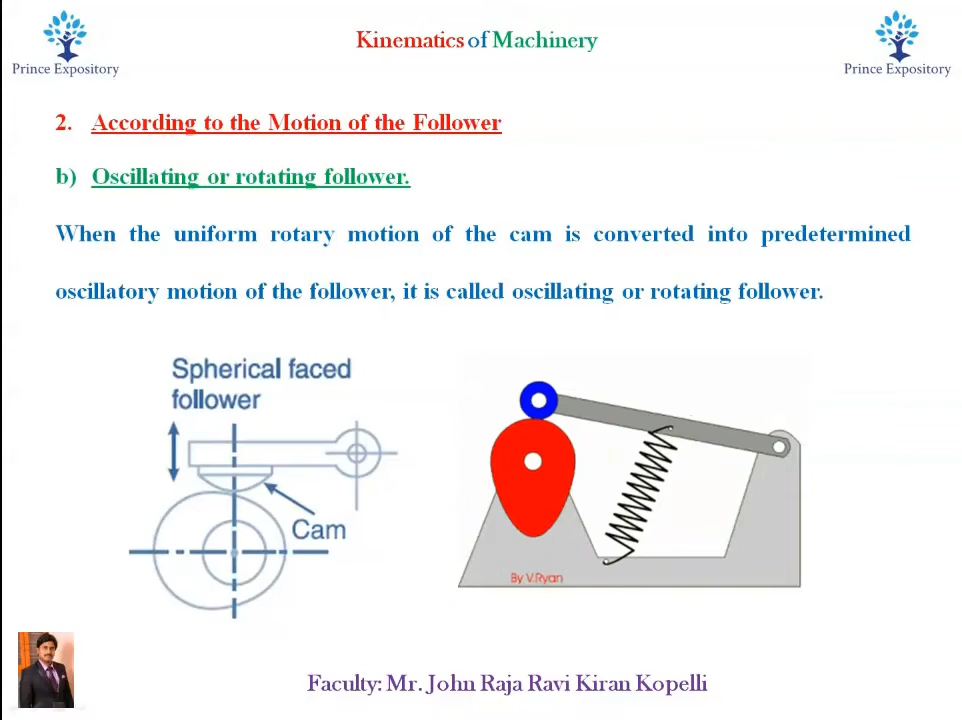 Kinematics of Machinery
Prince Expository
Prince Expository
2. According to the Motion of the Follower
b) Oscillating or rotating follower.
When the uniform rotary motion of the cam is converted into predetermined
oscillatory motion of the follower, it is called oscillating or rotating follower.
Spherical faced
follower
Cam
By V.Ryan
Faculty: Mr. John Raja Ravi Kiran Kopelli